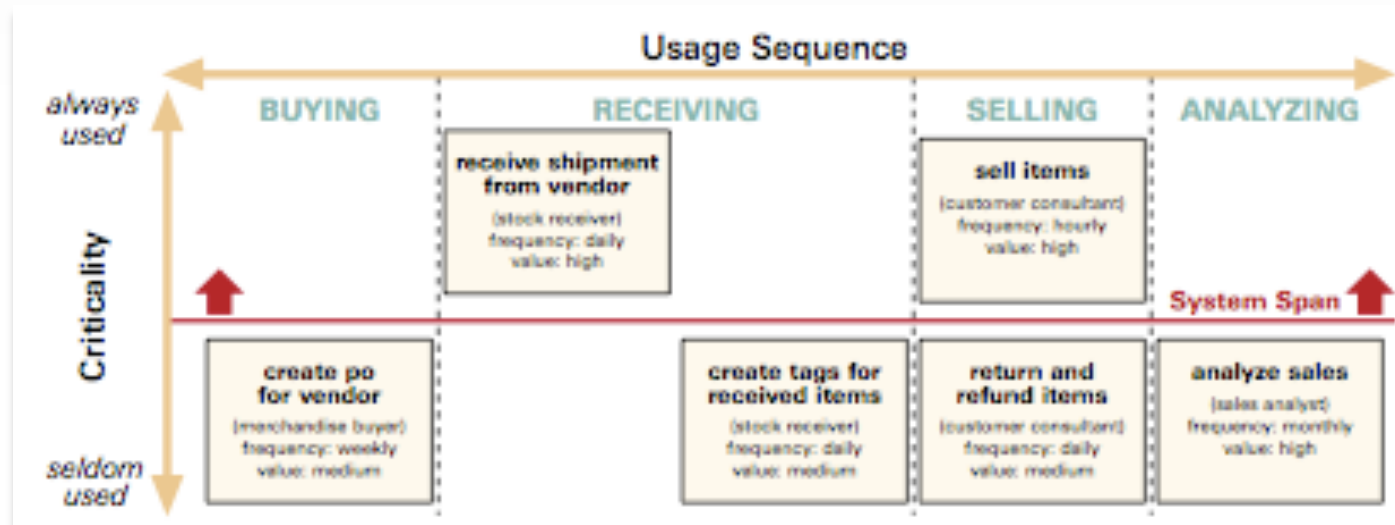 Usage Sequence
always
used
BUYING
RECEIVING
SELLING
ANALYZING
receive shipment
from vendor
(stock receiver)
frequency: daily
value: high
sell items
(customer consultant)
frequency: hourly
value: high
Criticality
System Span
create po
for vendor
(merchandise buyer)
frequency: weekly
value: medium
create tags for
received items
(stock receiver)
frequency: daily
value: medium
return and
refund items
(customer consultant)
frequency: daily
value: medium
analyze sales
(sales analyst)
frequency: monthly
value: high
seldom
used